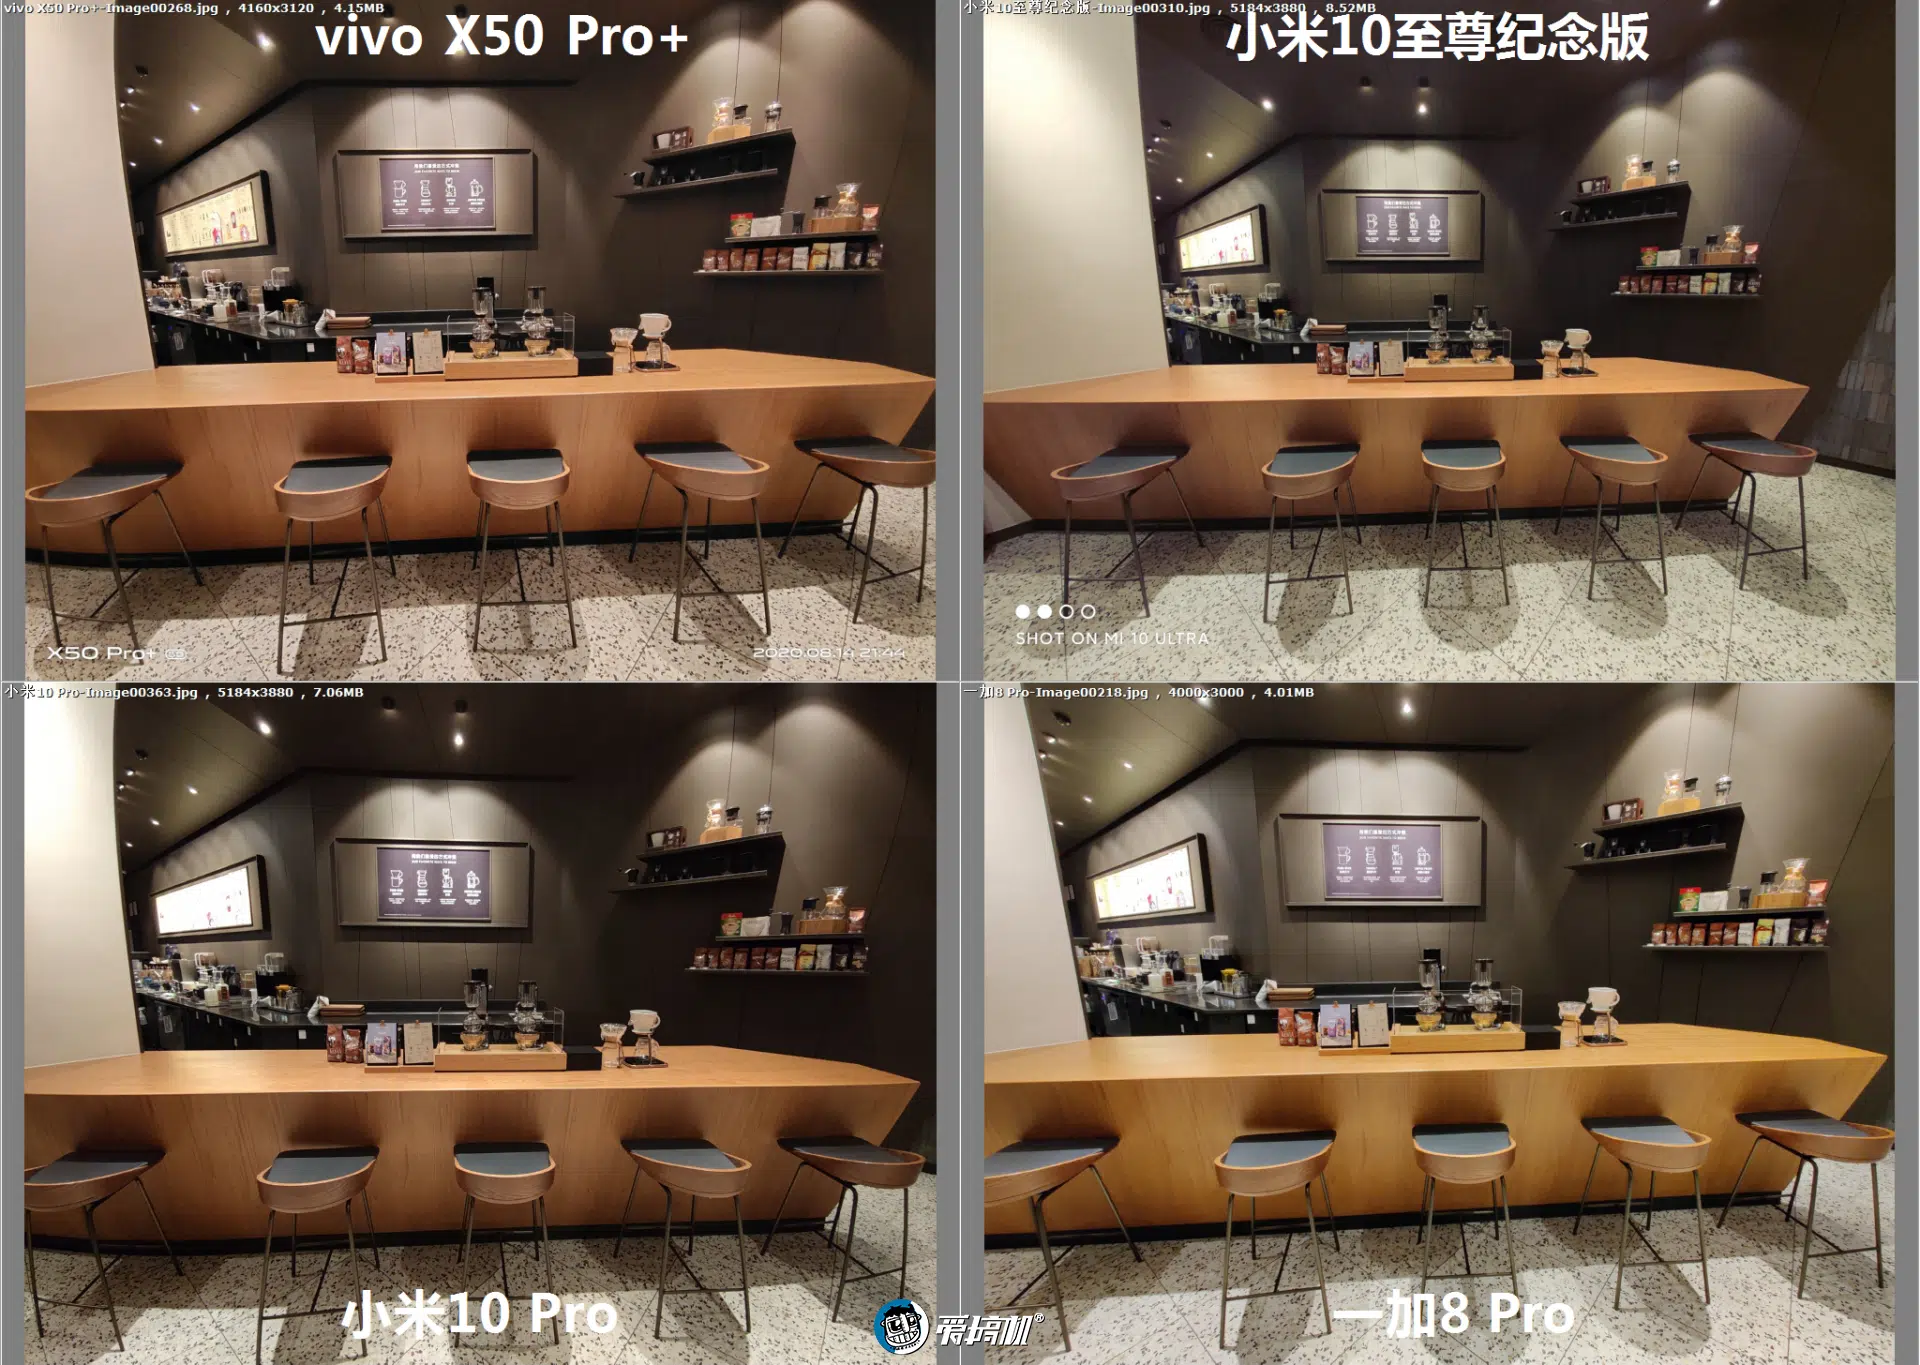 vivo X50 Pro+-Image00268.jpg , 4160x3120 , 4.15MB
vivo X50 Pro+
X50 Pro+
2020.08.14 21:44
小米10至尊纪念版-Image00310.jpg , 5184x3880 , 8.52MB
小米10至尊纪念版
SHOT ON MI 10 ULTRA
小米10 Pro-Image00363.jpg , 5184x3880 , 7.06MB
小米10 Pro
一加8 Pro-Image00218.jpg , 4000x3000 , 4.01MB
一加8 Pro
爱搞机®